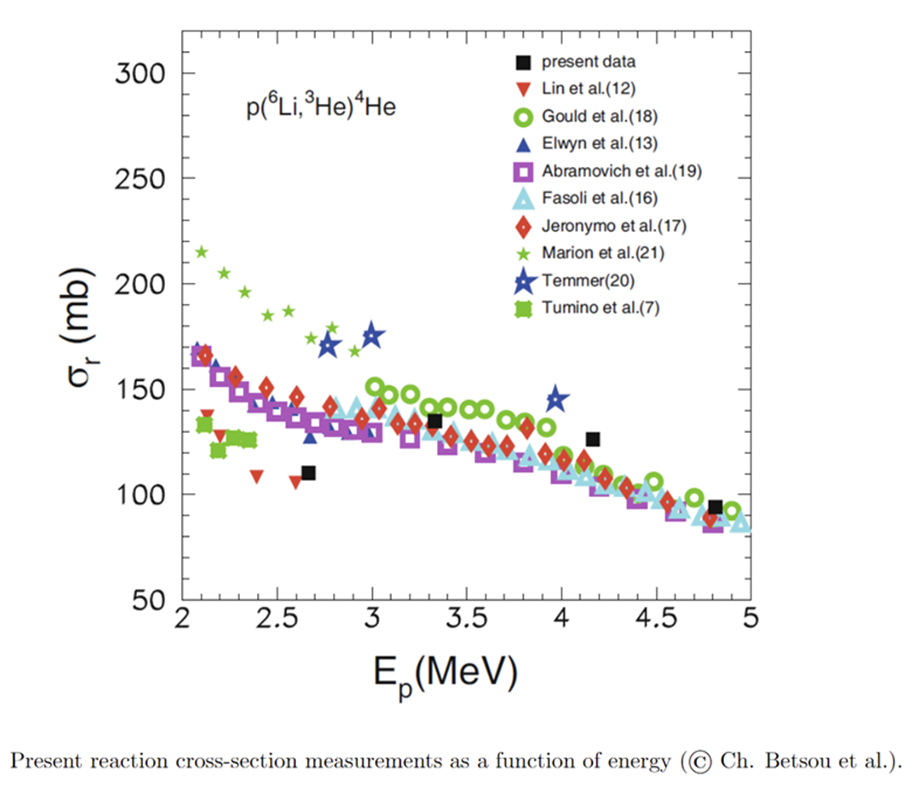 300
250
200
150
100
50
2
2.5
3
3.5
4
4.5
5
σr (mb)
Ep(MeV)
p(⁶Li,³He)⁴He
present data
Lin et al.(12)
Gould et al.(18)
Elwyn et al.(13)
Abramovich et al.(19)
Fasoli et al.(16)
Jeronymo et al.(17)
Marion et al.(21)
Temmer(20)
Tumino et al.(7)
Present reaction cross-section measurements as a function of energy (© Ch. Betsou et al.).